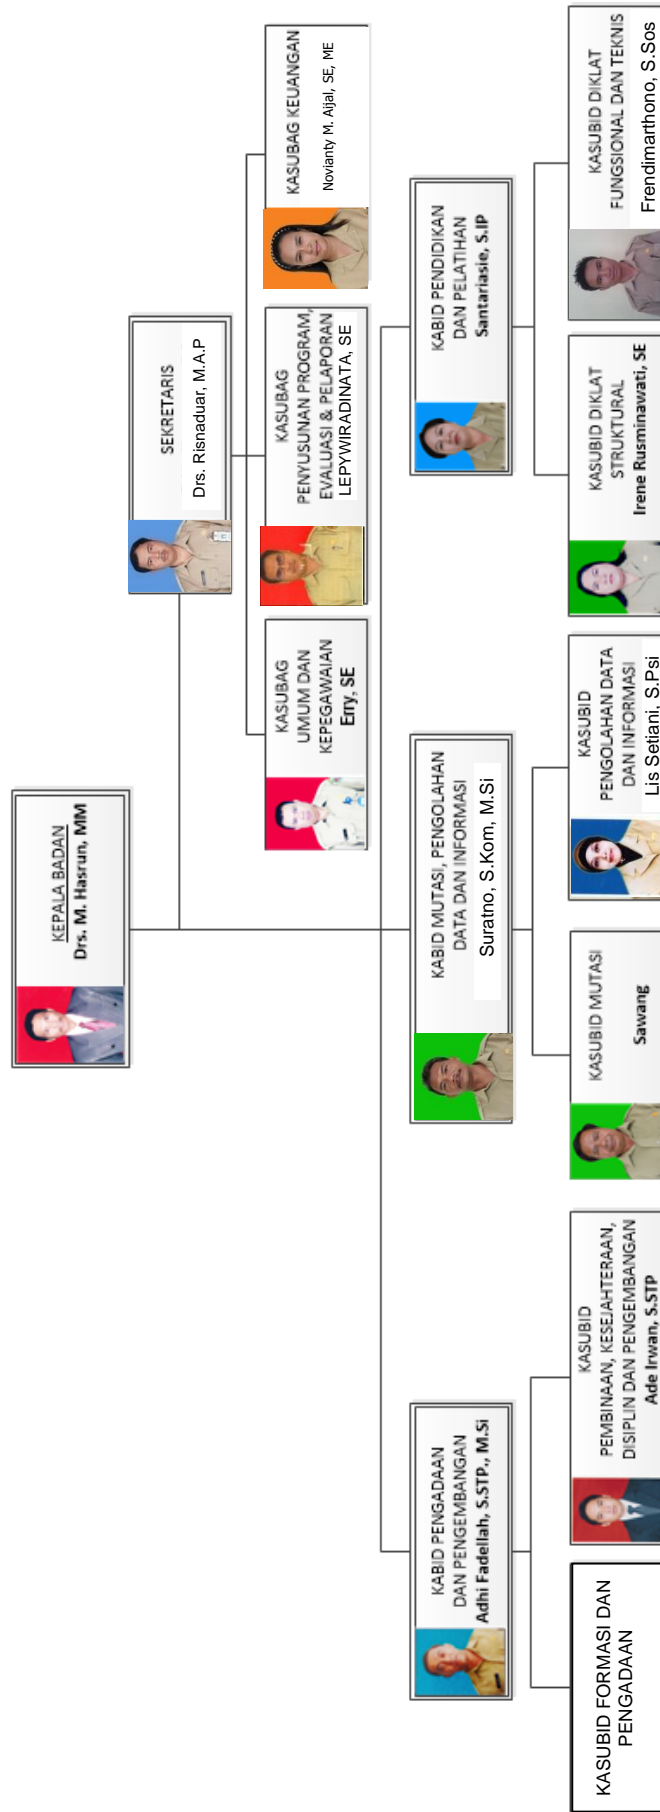 KEPALA BADAN
Drs. M. Hasrun, MM
SEKRETARIS
Drs. Risnaduar, M.A.P
KASUBAG
UMUM DAN
KEPEGAWAIAN
Erry, SE
KASUBAG
PENYUSUNAN PROGRAM,
EVALUASI & PELAPORAN
LEPYWIRADINATA, SE
KASUBAG KEUANGAN
Novianty M. Aijal, SE, ME
KABID PENGADAAN
DAN PENGEMBANGAN
Adhi Fadellah, S.STP., M.Si
KABID MUTASI, PENGOLAHAN
DATA DAN INFORMASI
Suratno, S.Kom, M.Si
KABID PENDIDIKAN
DAN PELATIHAN
Santariasie, S.IP
KASUBID FORMASI DAN
PENGADAAN
KASUBID
PEMBINAAN, KESEJAHTERAAN,
DISIPLIN DAN PENGEMBANGAN
Ade Irwan, S.STP
KASUBID MUTASI
Sawang
KASUBID
PENGOLAHAN DATA
DAN INFORMASI
Lis Setiani, S.Psi
KASUBID DIKLAT
STRUKTURAL
Irene Rusminawati, SE
KASUBID DIKLAT
FUNGSIONAL DAN TEKNIS
Frendimarthono, S.Sos